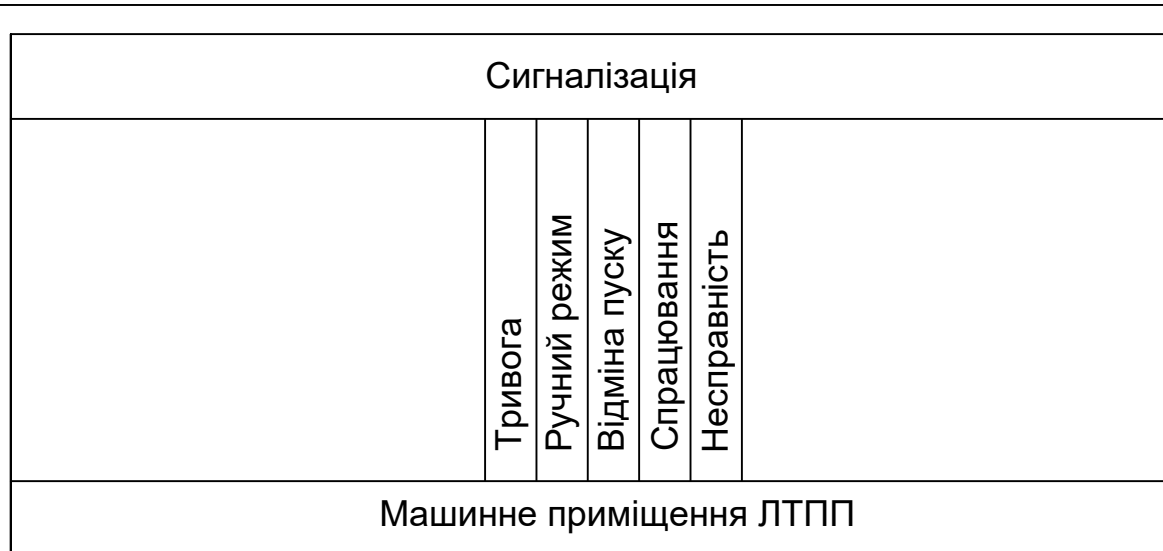 Сигналізація
Тривога
Ручний режим
Відміна пуску
Спрацювання
Несправність
Машинне приміщення ЛТПП